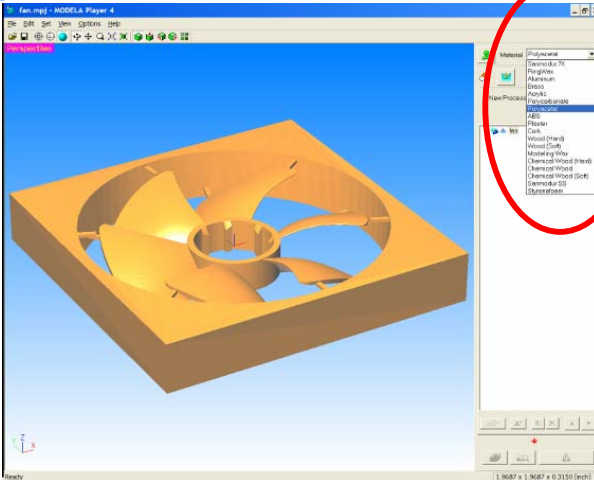 fan.mpj - MODELA Player 4
File Edit Set View Options Help
Perspective
Material Polyacetal
Sanmodur 7K
RingWax
Aluminum
Brass
Acrylic
Polycarbonate
Polyacetal
ABS
Plaster
Cork
Wood (Hard)
Wood (Soft)
Modeling Wax
Chemical Wood (Hard)
Chemical Wood
Chemical Wood (Soft)
Sanmodur SS
Styrenefoam
New Process
fan
Z
Y
X
Ready
1.9687 x 1.9687 x 0.3150 [inch]